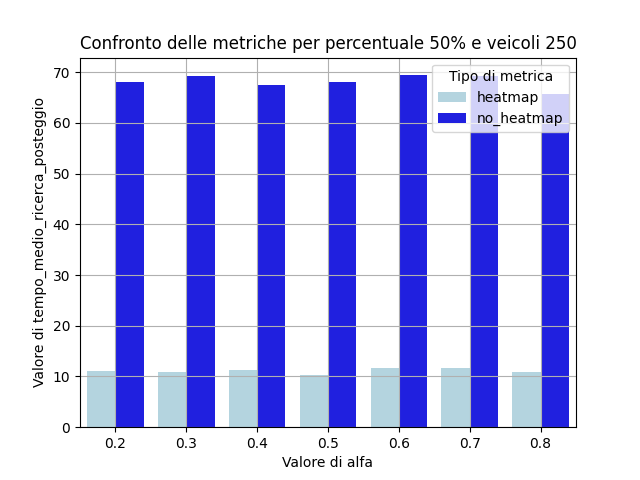 Confronto delle metriche per percentuale 50% e veicoli 250
Valore di tempo_medio_ricerca_posteggio
70
60
50
40
30
20
10
0
Tipo di metrica
heatmap
no_heatmap
0.2 0.3 0.4 0.5 0.6 0.7 0.8
Valore di alfa